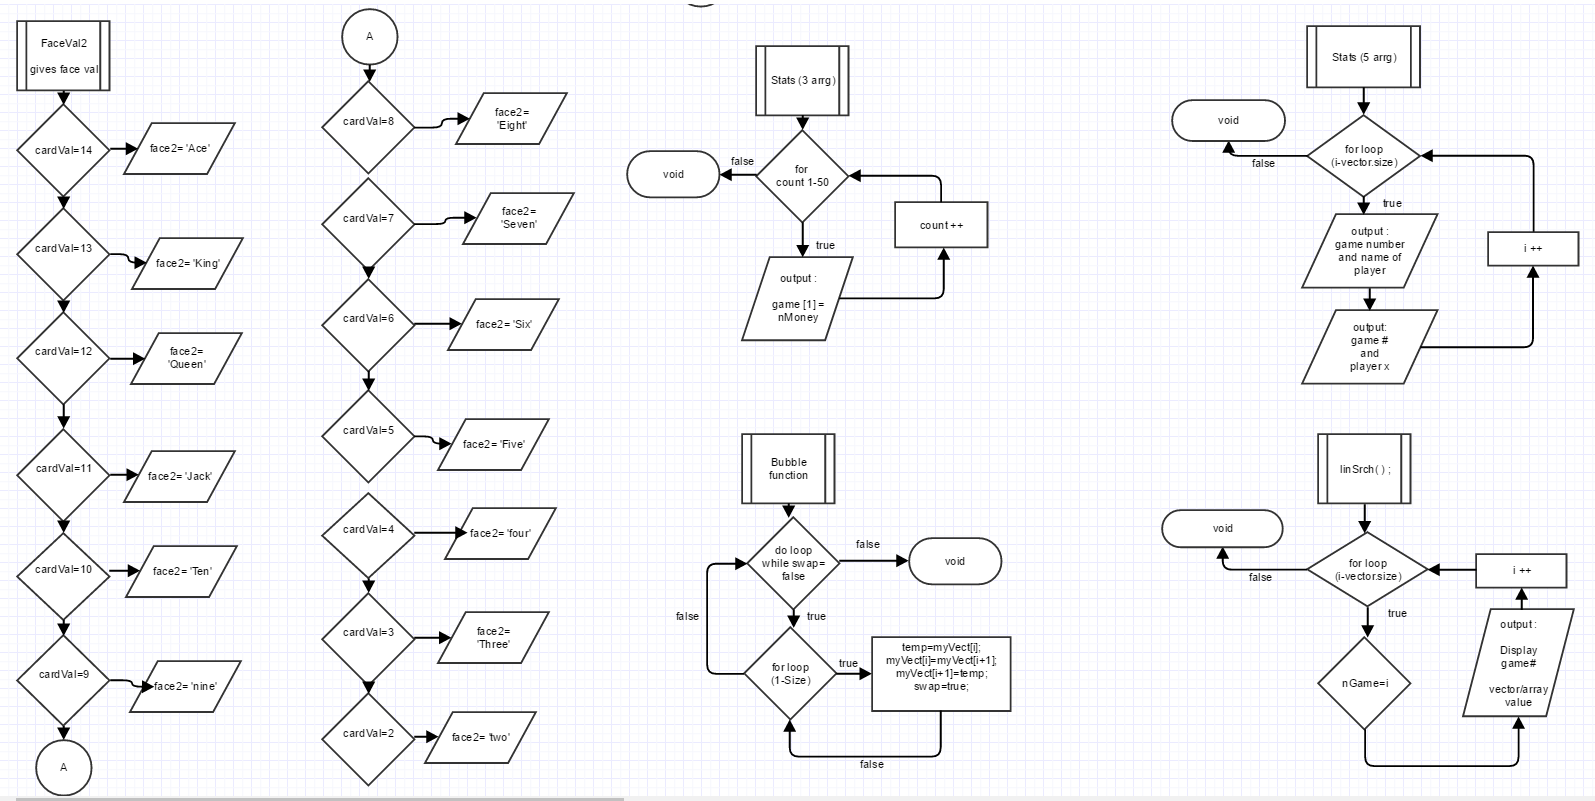 FaceVal2
gives face val
cardVal=14
face2= 'Ace'
cardVal=13
face2= 'King'
cardVal=12
face2=
'Queen'
cardVal=11
face2= 'Jack'
cardVal=10
face2= 'Ten'
cardVal=9
face2= 'nine'
A
A
cardVal=8
face2=
'Eight'
cardVal=7
face2=
'Seven'
cardVal=6
face2= 'Six'
cardVal=5
face2= 'Five'
cardVal=4
face2= 'four'
cardVal=3
face2=
'Three'
cardVal=2
face2= 'two'
Stats (3 arrg)
for
count 1-50
false
void
true
count ++
output :
game [1] =
nMoney
Bubble
function
do loop
while swap=
false
false
void
true
false
for loop
(1-Size)
true
temp=myVect[i];
myVect[i]=myVect[i+1];
myVect[i+1]=temp;
swap=true;
false
Stats (5 arrg)
void
false
for loop
(i-vector.size)
true
output :
game number
and name of
player
i ++
output:
game #
and
player x
linSrch( ) ;
void
false
for loop
(i-vector.size)
true
i ++
nGame=i
output :
Display
game#
vector/array
value